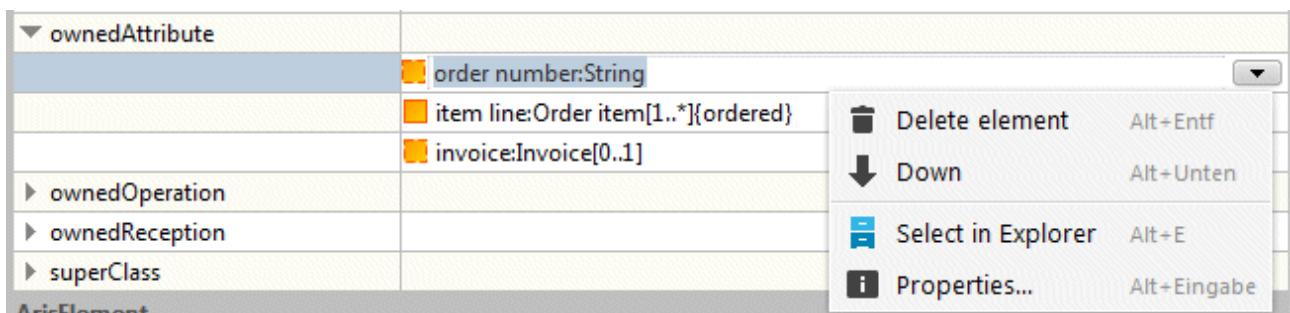 ownedAttribute
order number:String
item line:Order item[1..*]{ordered}
Delete element Alt+Entf
invoice:Invoice[0..1]
Down Alt+Unten
ownedOperation
ownedReception
Select in Explorer Alt+E
superClass
Properties... Alt+Eingabe
ArisElement